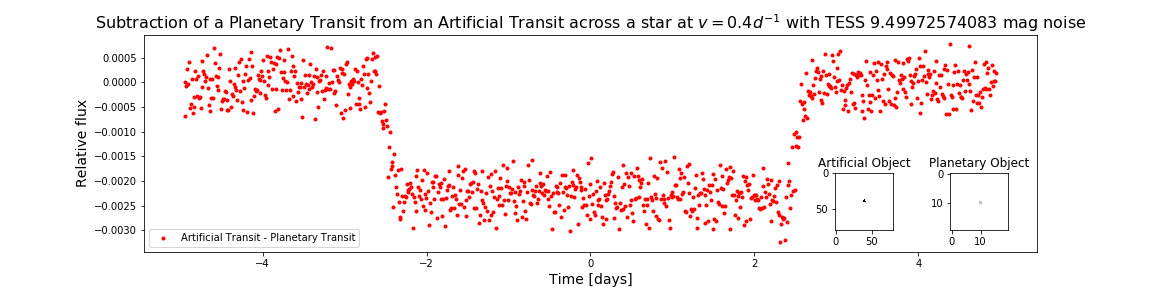 Subtraction of a Planetary Transit from an Artificial Transit across a star at v = 0.4d⁻¹ with TESS 9.49972574083 mag noise
Relative flux
0.0005
0.0000
−0.0005
−0.0010
−0.0015
−0.0020
−0.0025
−0.0030
Artificial Transit - Planetary Transit
Artificial Object
0
50
0 50
Planetary Object
0
10
0 10
−4 −2 0 2 4
Time [days]